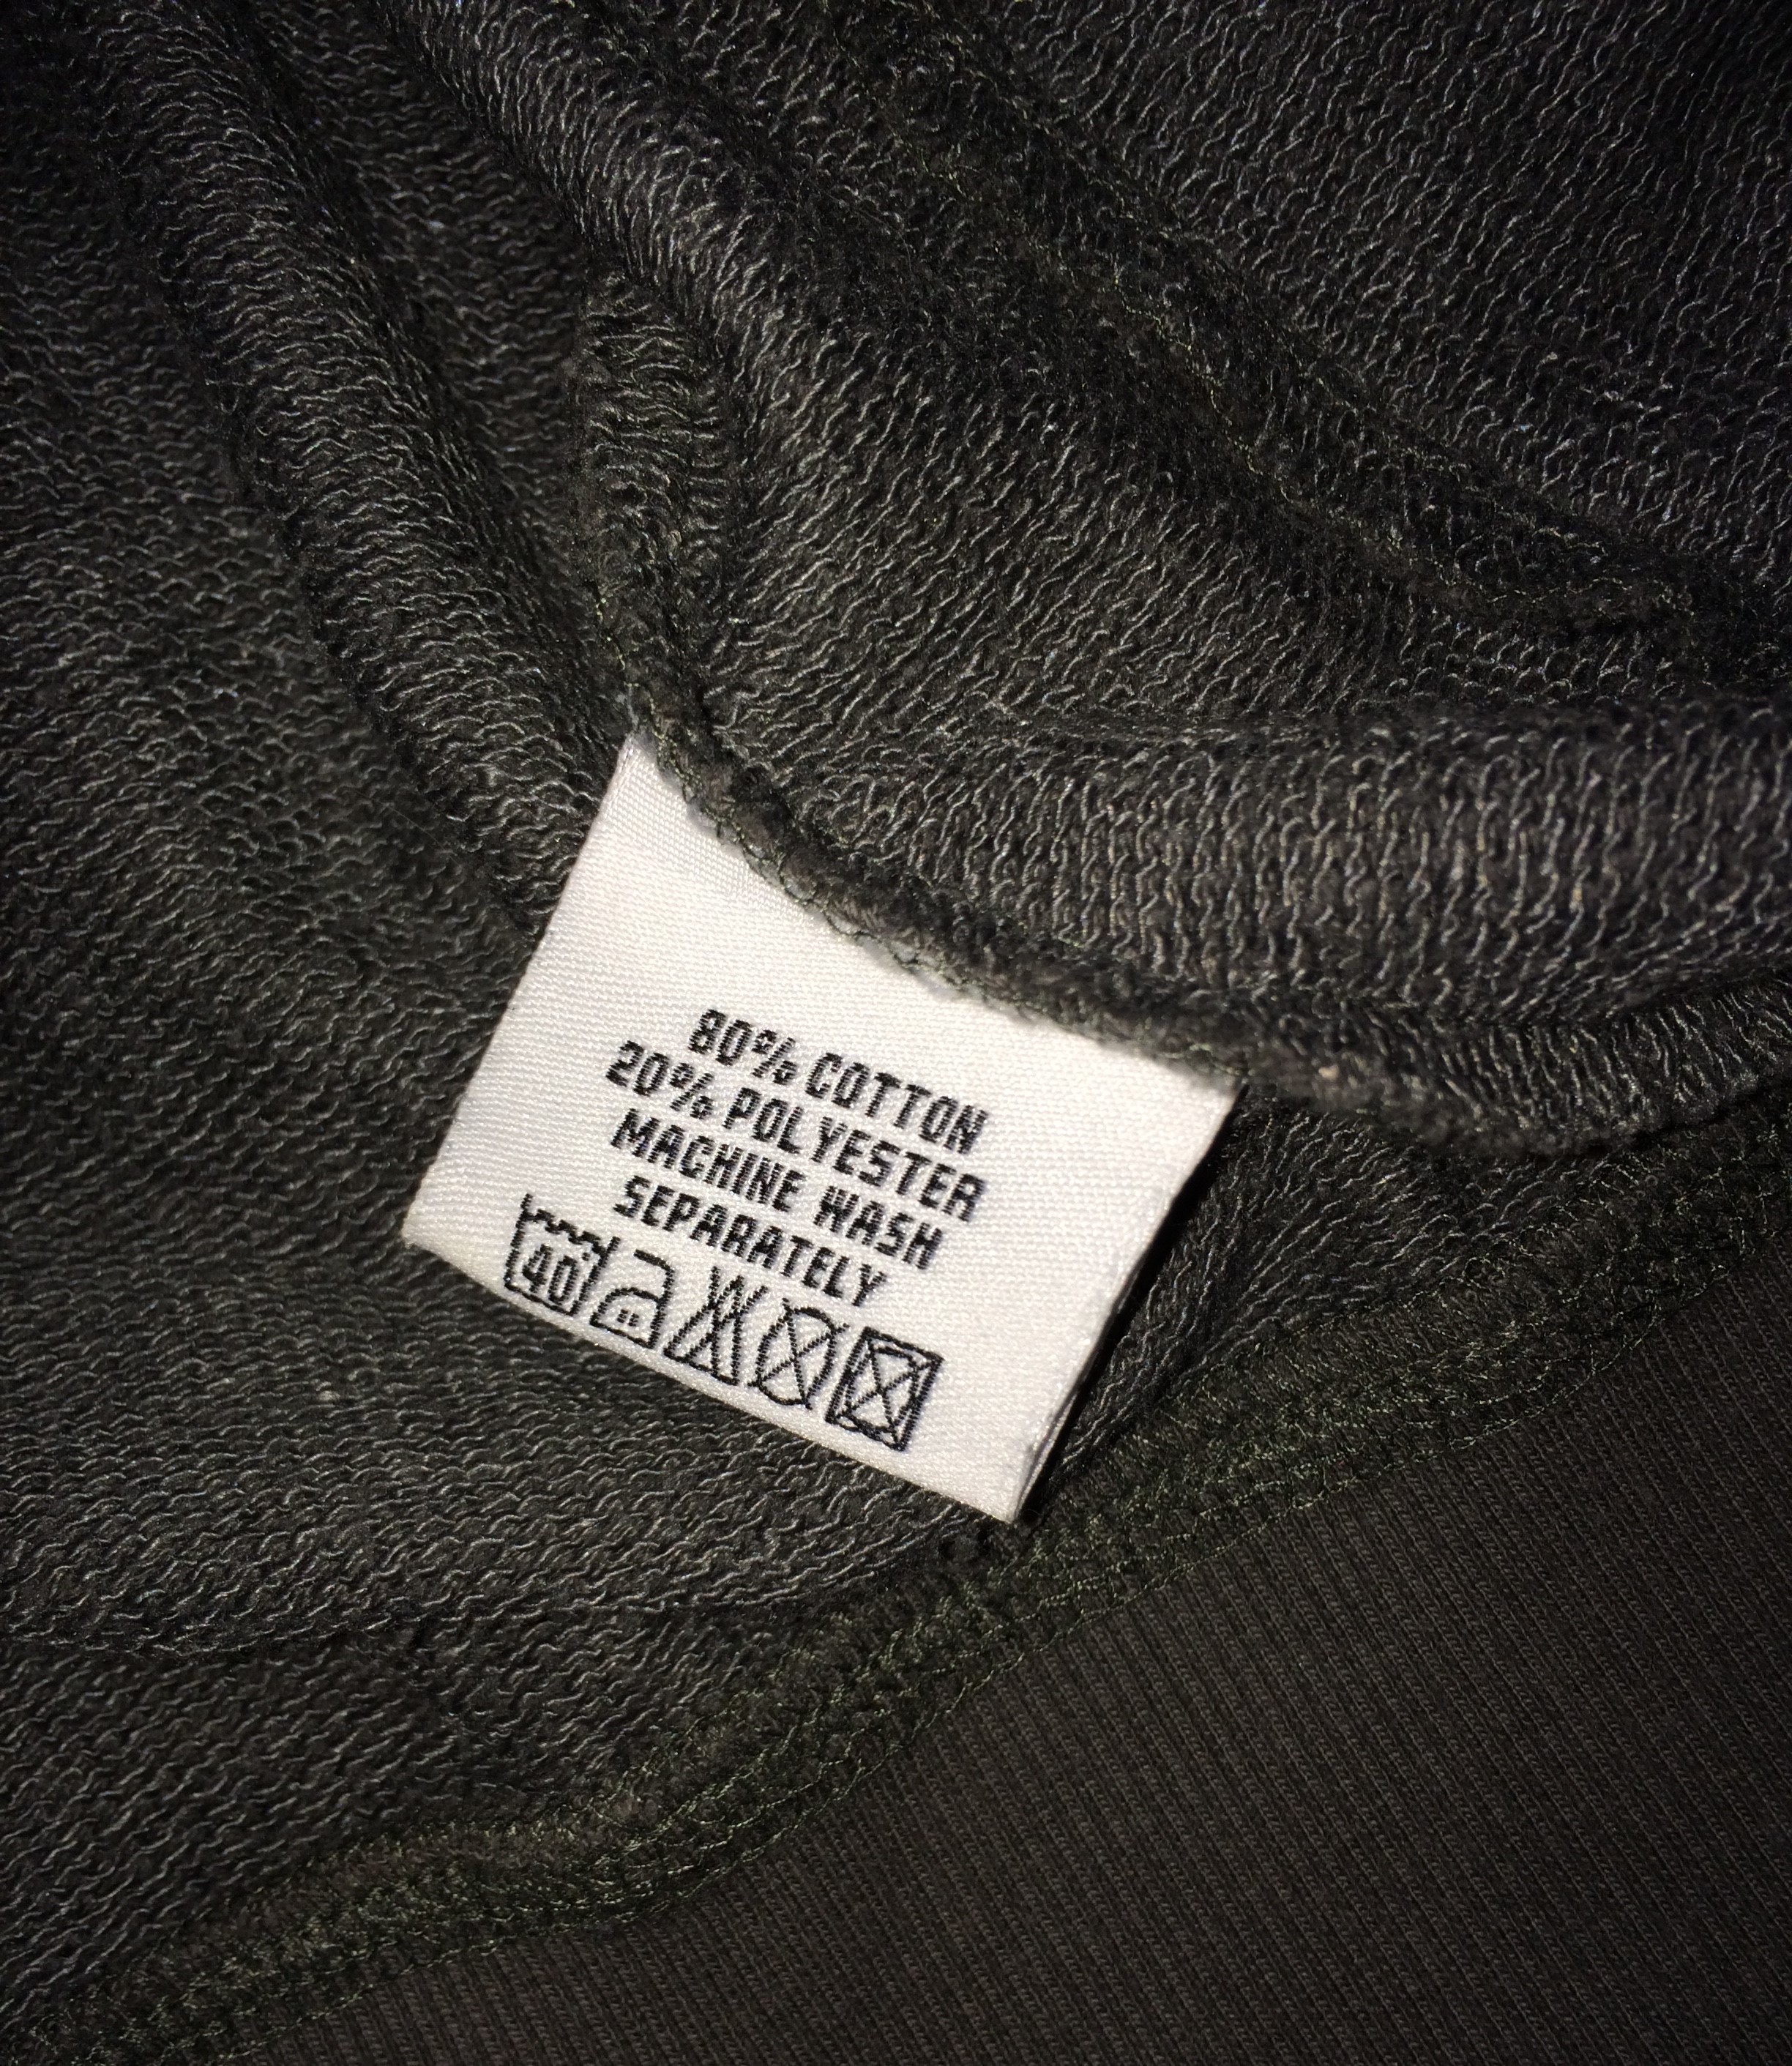 80% COTTON
20% POLYESTER
MACHINE WASH
SEPARATELY
40